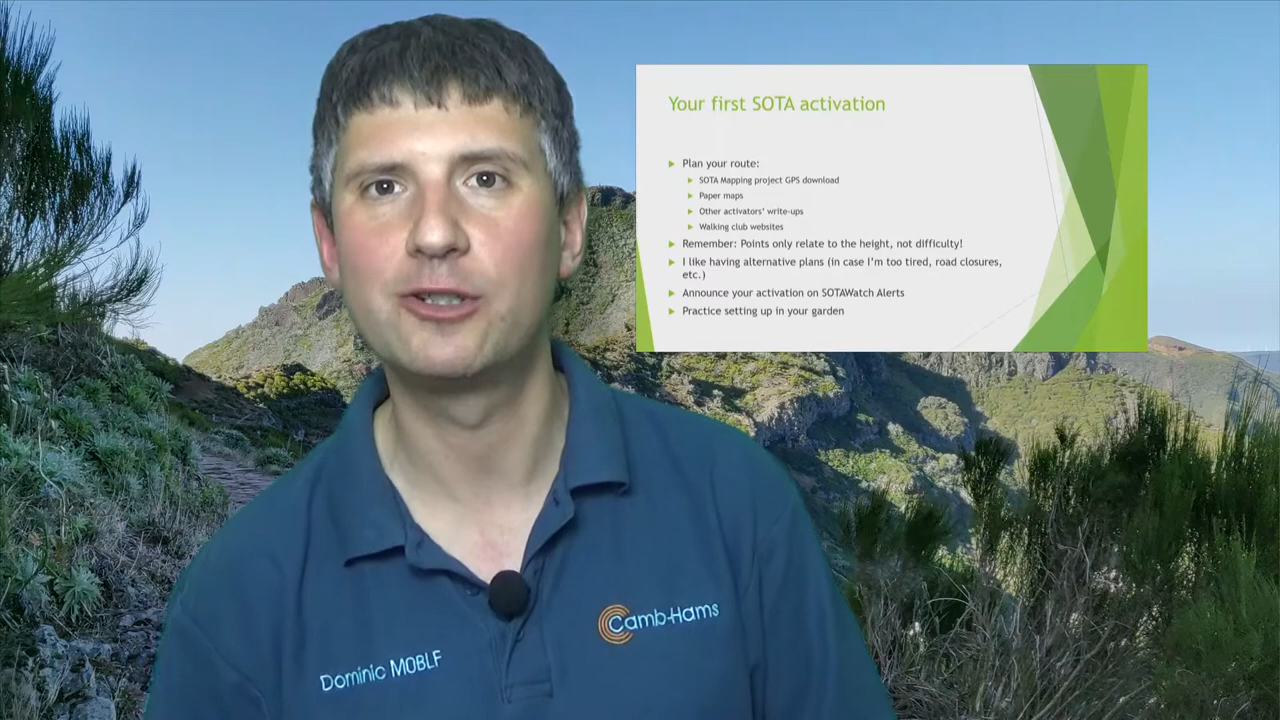 Your first SOTA activation
Plan your route:
SOTA Mapping project GPS download
Paper maps
Other activators' write-ups
Walking club websites
Remember: Points only relate to the height, not difficulty!
I like having alternative plans (in case I'm too tired, road closures,
etc.)
Announce your activation on SOTAWatch Alerts
Practice setting up in your garden
Camb-Hams
Dominic M0BLF